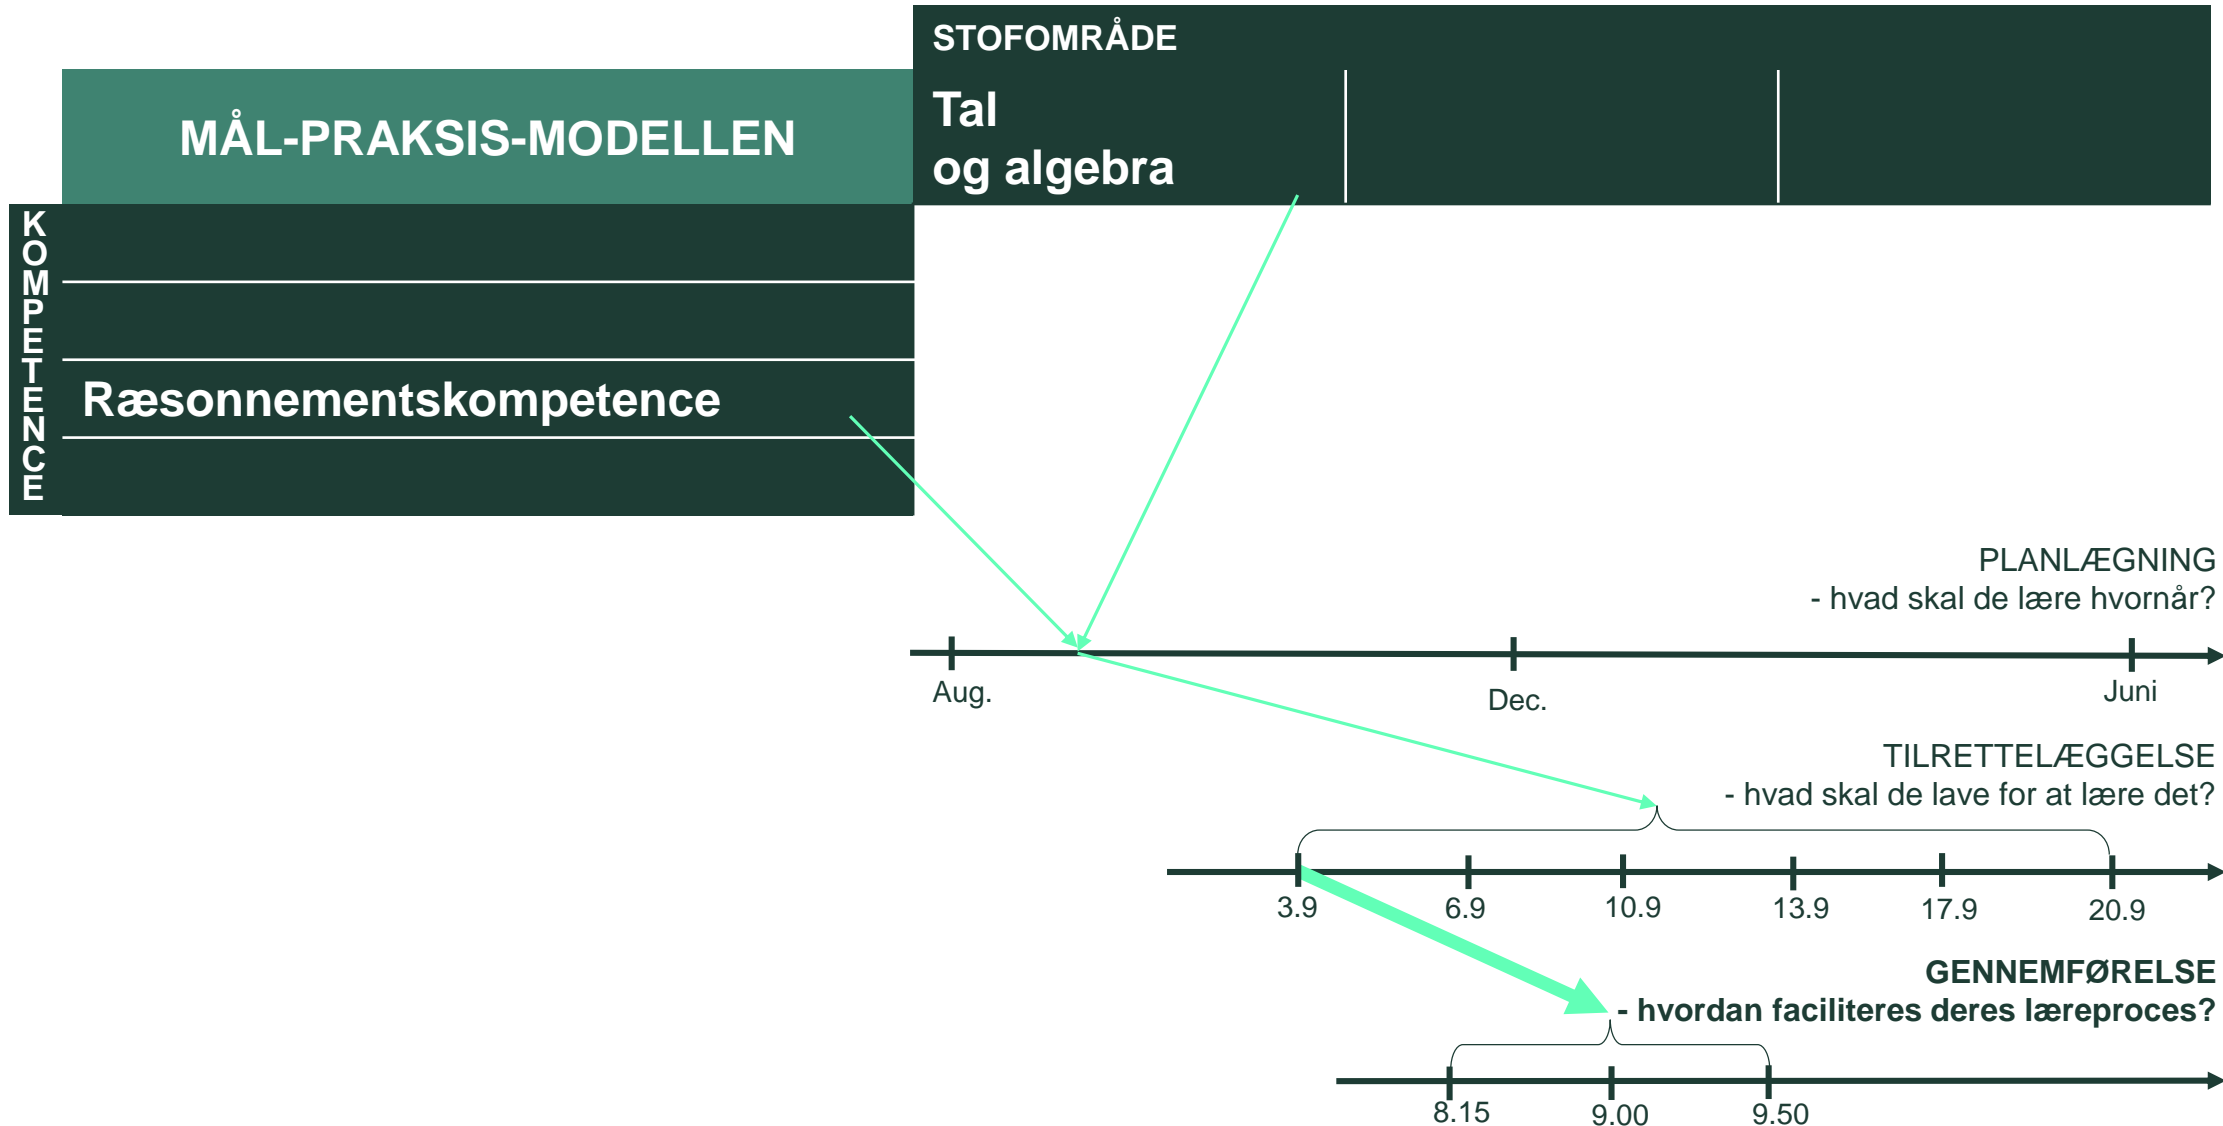 STOFOMRÅDE
MÅL-PRAKSIS-MODELLEN
Tal
og algebra
KOMPETENCE
Ræsonnementskompetence
PLANLÆGNING
- hvad skal de lære hvornår?
Aug.
Dec.
Juni
TILRETTELÆGGELSE
- hvad skal de lave for at lære det?
3.9
6.9
10.9
13.9
17.9
20.9
GENNEMFØRELSE
- hvordan faciliteres deres læreproces?
8.15
9.00
9.50